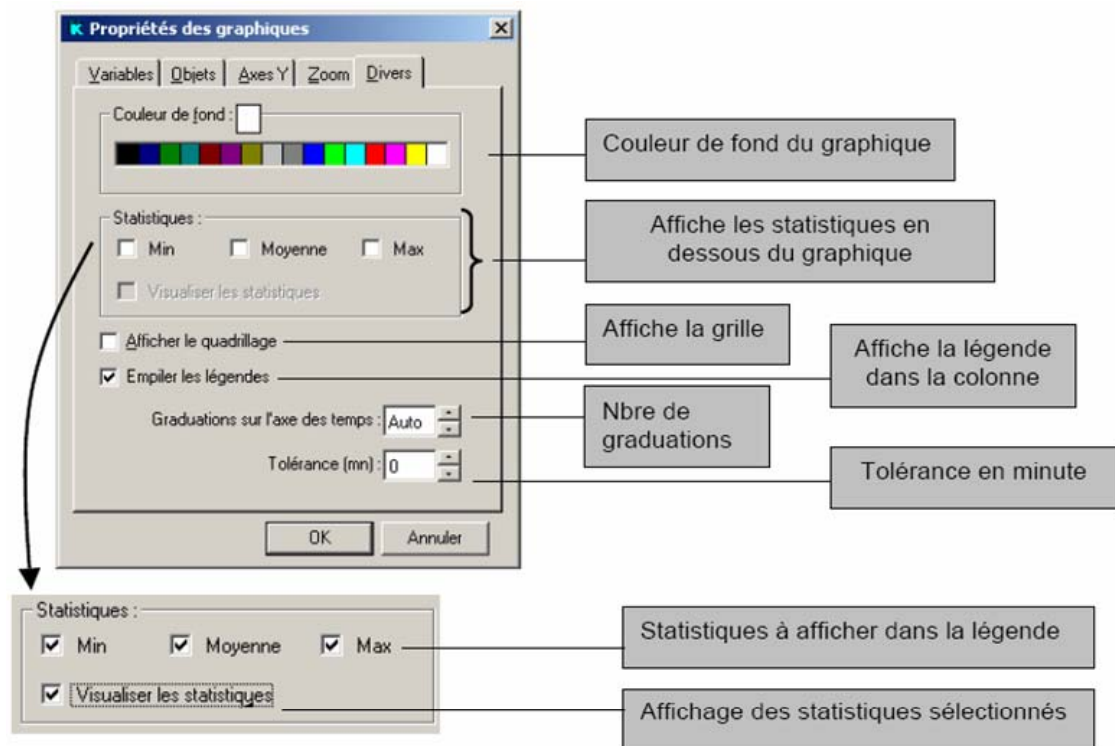 Propriétés des graphiques
Variables Objets Axes Y Zoom Divers
Couleur de fond :
Couleur de fond du graphique
Statistiques :
Min Moyenne Max
Visualiser les statistiques
Affiche les statistiques en
dessous du graphique
Afficher le quadrillage
Affiche la grille
Empiler les légendes
Affiche la légende
dans la colonne
Graduations sur l'axe des temps : Auto
Nbre de
graduations
Tolérance (mn) : 0
Tolérance en minute
OK Annuler
Statistiques :
Min Moyenne Max
Statistiques à afficher dans la légende
Visualiser les statistiques
Affichage des statistiques sélectionnés